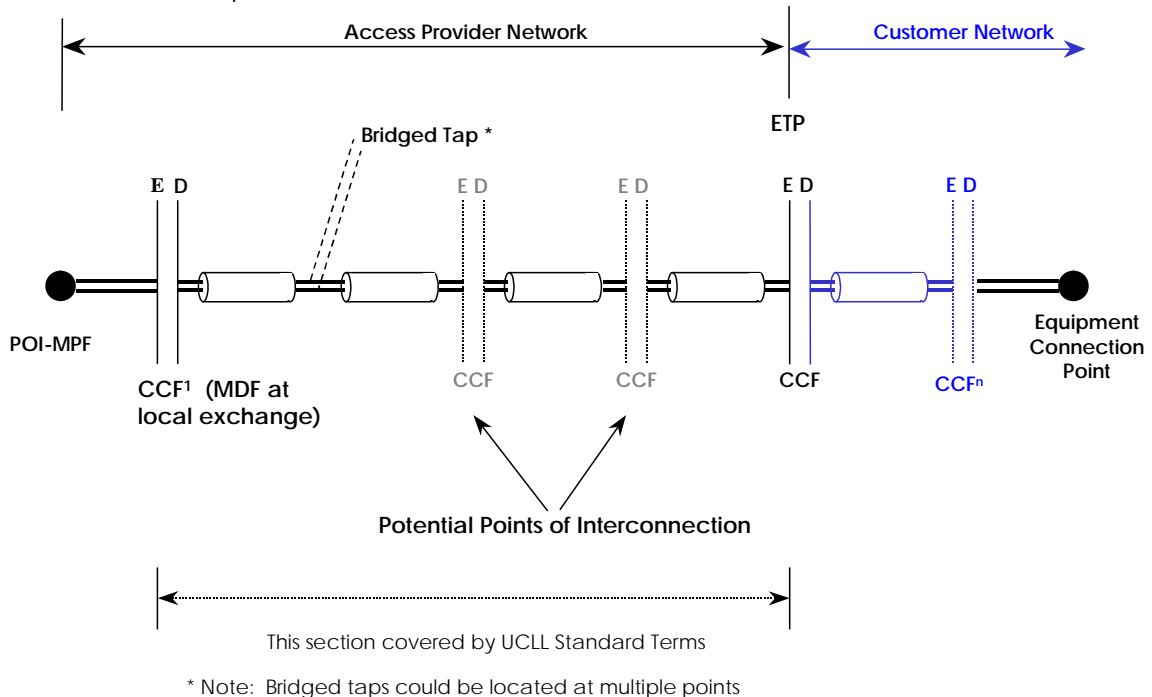 Access Provider Network
Customer Network
ETP
Bridged Tap *
E D
E D
E D
E D
E D
POI-MPF
CCF¹ (MDF at
local exchange)
CCF
CCF
CCF
CCFⁿ
Equipment
Connection
Point
Potential Points of Interconnection
This section covered by UCLL Standard Terms
* Note: Bridged taps could be located at multiple points